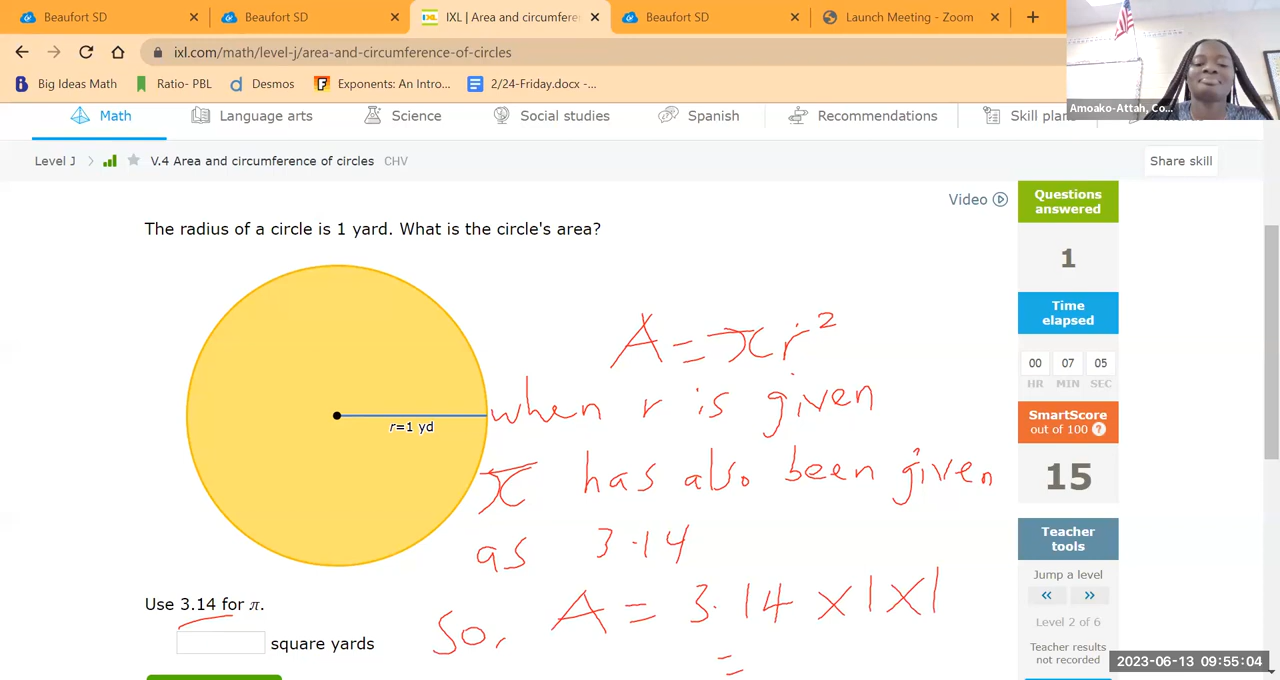 Beaufort SD
Beaufort SD
IXL | Area and circumferen
Beaufort SD
Launch Meeting - Zoom
ixl.com/math/level-j/area-and-circumference-of-circles
Big Ideas Math
Ratio- PBL
Desmos
Exponents: An Intro...
2/24-Friday.docx -...
Amoako-Attah, Co...
Math
Language arts
Science
Social studies
Spanish
Recommendations
Skill plans
Level J
V.4 Area and circumference of circles
CHV
Share skill
Video
The radius of a circle is 1 yard. What is the circle's area?
r=1 yd
A = πr²
when r is given
π has also been given
as 3.14
So, A = 3.14 x 1 x 1
=
Use 3.14 for π.
square yards
Questions
answered
1
Time
elapsed
00 07 05
HR MIN SEC
SmartScore
out of 100 ?
15
Teacher
tools
Jump a level
<< >>
Level 2 of 6
Teacher results
not recorded
2023-06-13 09:55:04